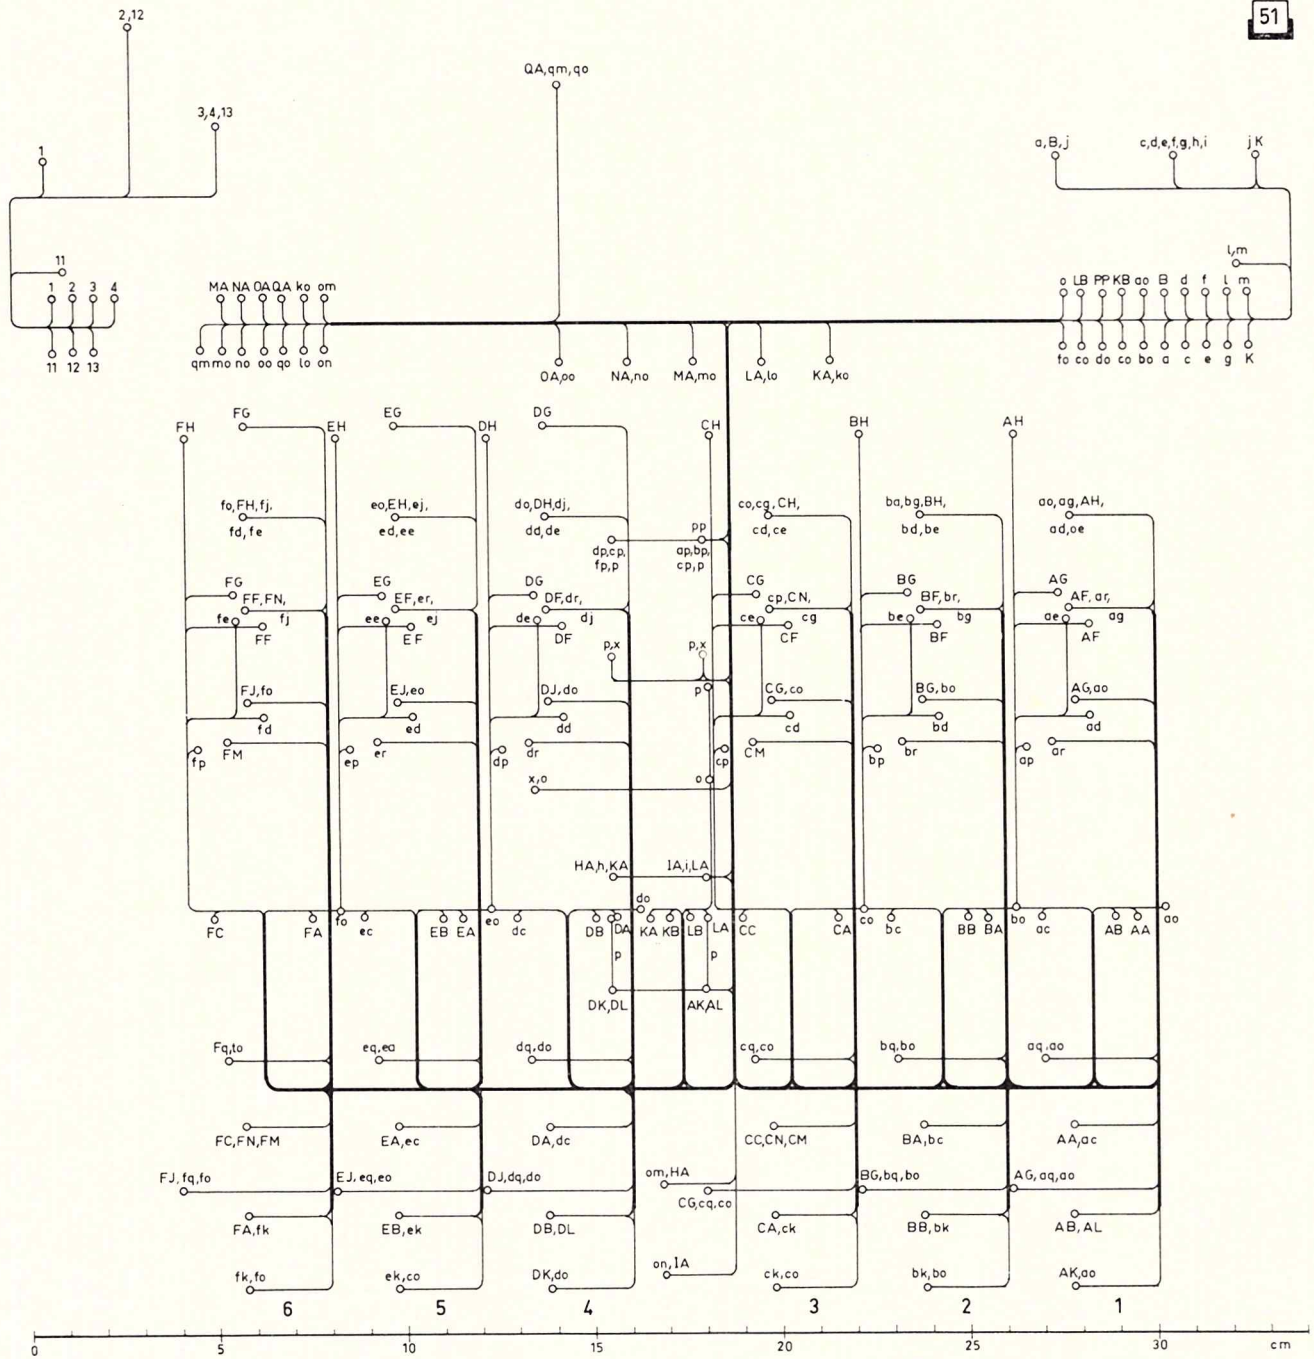 51
2,12
QA,qm,qo
3,4,13
1
a,B,j
c,d,e,f,g,h,i
j K
11
l,m
1 2 3 4
MA NA OA QA ko om
o LB PP KB ao B d f l m
11 12 13
qm mo no oo qo lo on
OA,oo NA,no MA,mo LA,lo KA,ko
fo co do co bo a c e g K
FH FG EH EG DH DG CH BH AH
fo,FH,fj, eo,EH,ej, do,DH,dj, co,cg,CH, ba,bg,BH, ao,ag,AH,
fd,fe ed,ee dd,de pp cd,ce bd,be ad,oe
dp,cp, ap,bp,
fp,p cp,p
FG EG DG CG BG AG
FF,FN, EF,er, DF,dr, cp,CN, BF,br, AF,ar,
fe fj ee ej de dj ce cg be bg ae ag
FF EF DF CF BF AF
p,x p,x
FJ,fo EJ,eo DJ,do p CG,co BG,bo AG,ao
fd ed dd cd bd ad
fp FM ep er dp dr cp CM bp br ap ar
x,o o
HA,h,KA IA,i,LA
do
FC FA fo ec EB EA eo dc DB DA KA KB LB LA CC CA co bc BB BA bo ac AB AA ao
p p
DK,DL AK,AL
Fq,to eq,ea dq,do cq,co bq,bo aq,ao
FC,FN,FM EA,ec DA,dc CC,CN,CM BA,bc AA,ac
FJ,fq,fo EJ,eq,eo DJ,dq,do om,HA CG,cq,co BG,bq,bo AG,aq,ao
FA,fk EB,ek DB,DL CA,ck BB,bk AB,AL
fk,fo ek,co DK,do on,IA ck,co bk,bo AK,ao
6 5 4 3 2 1
0 5 10 15 20 25 30 cm